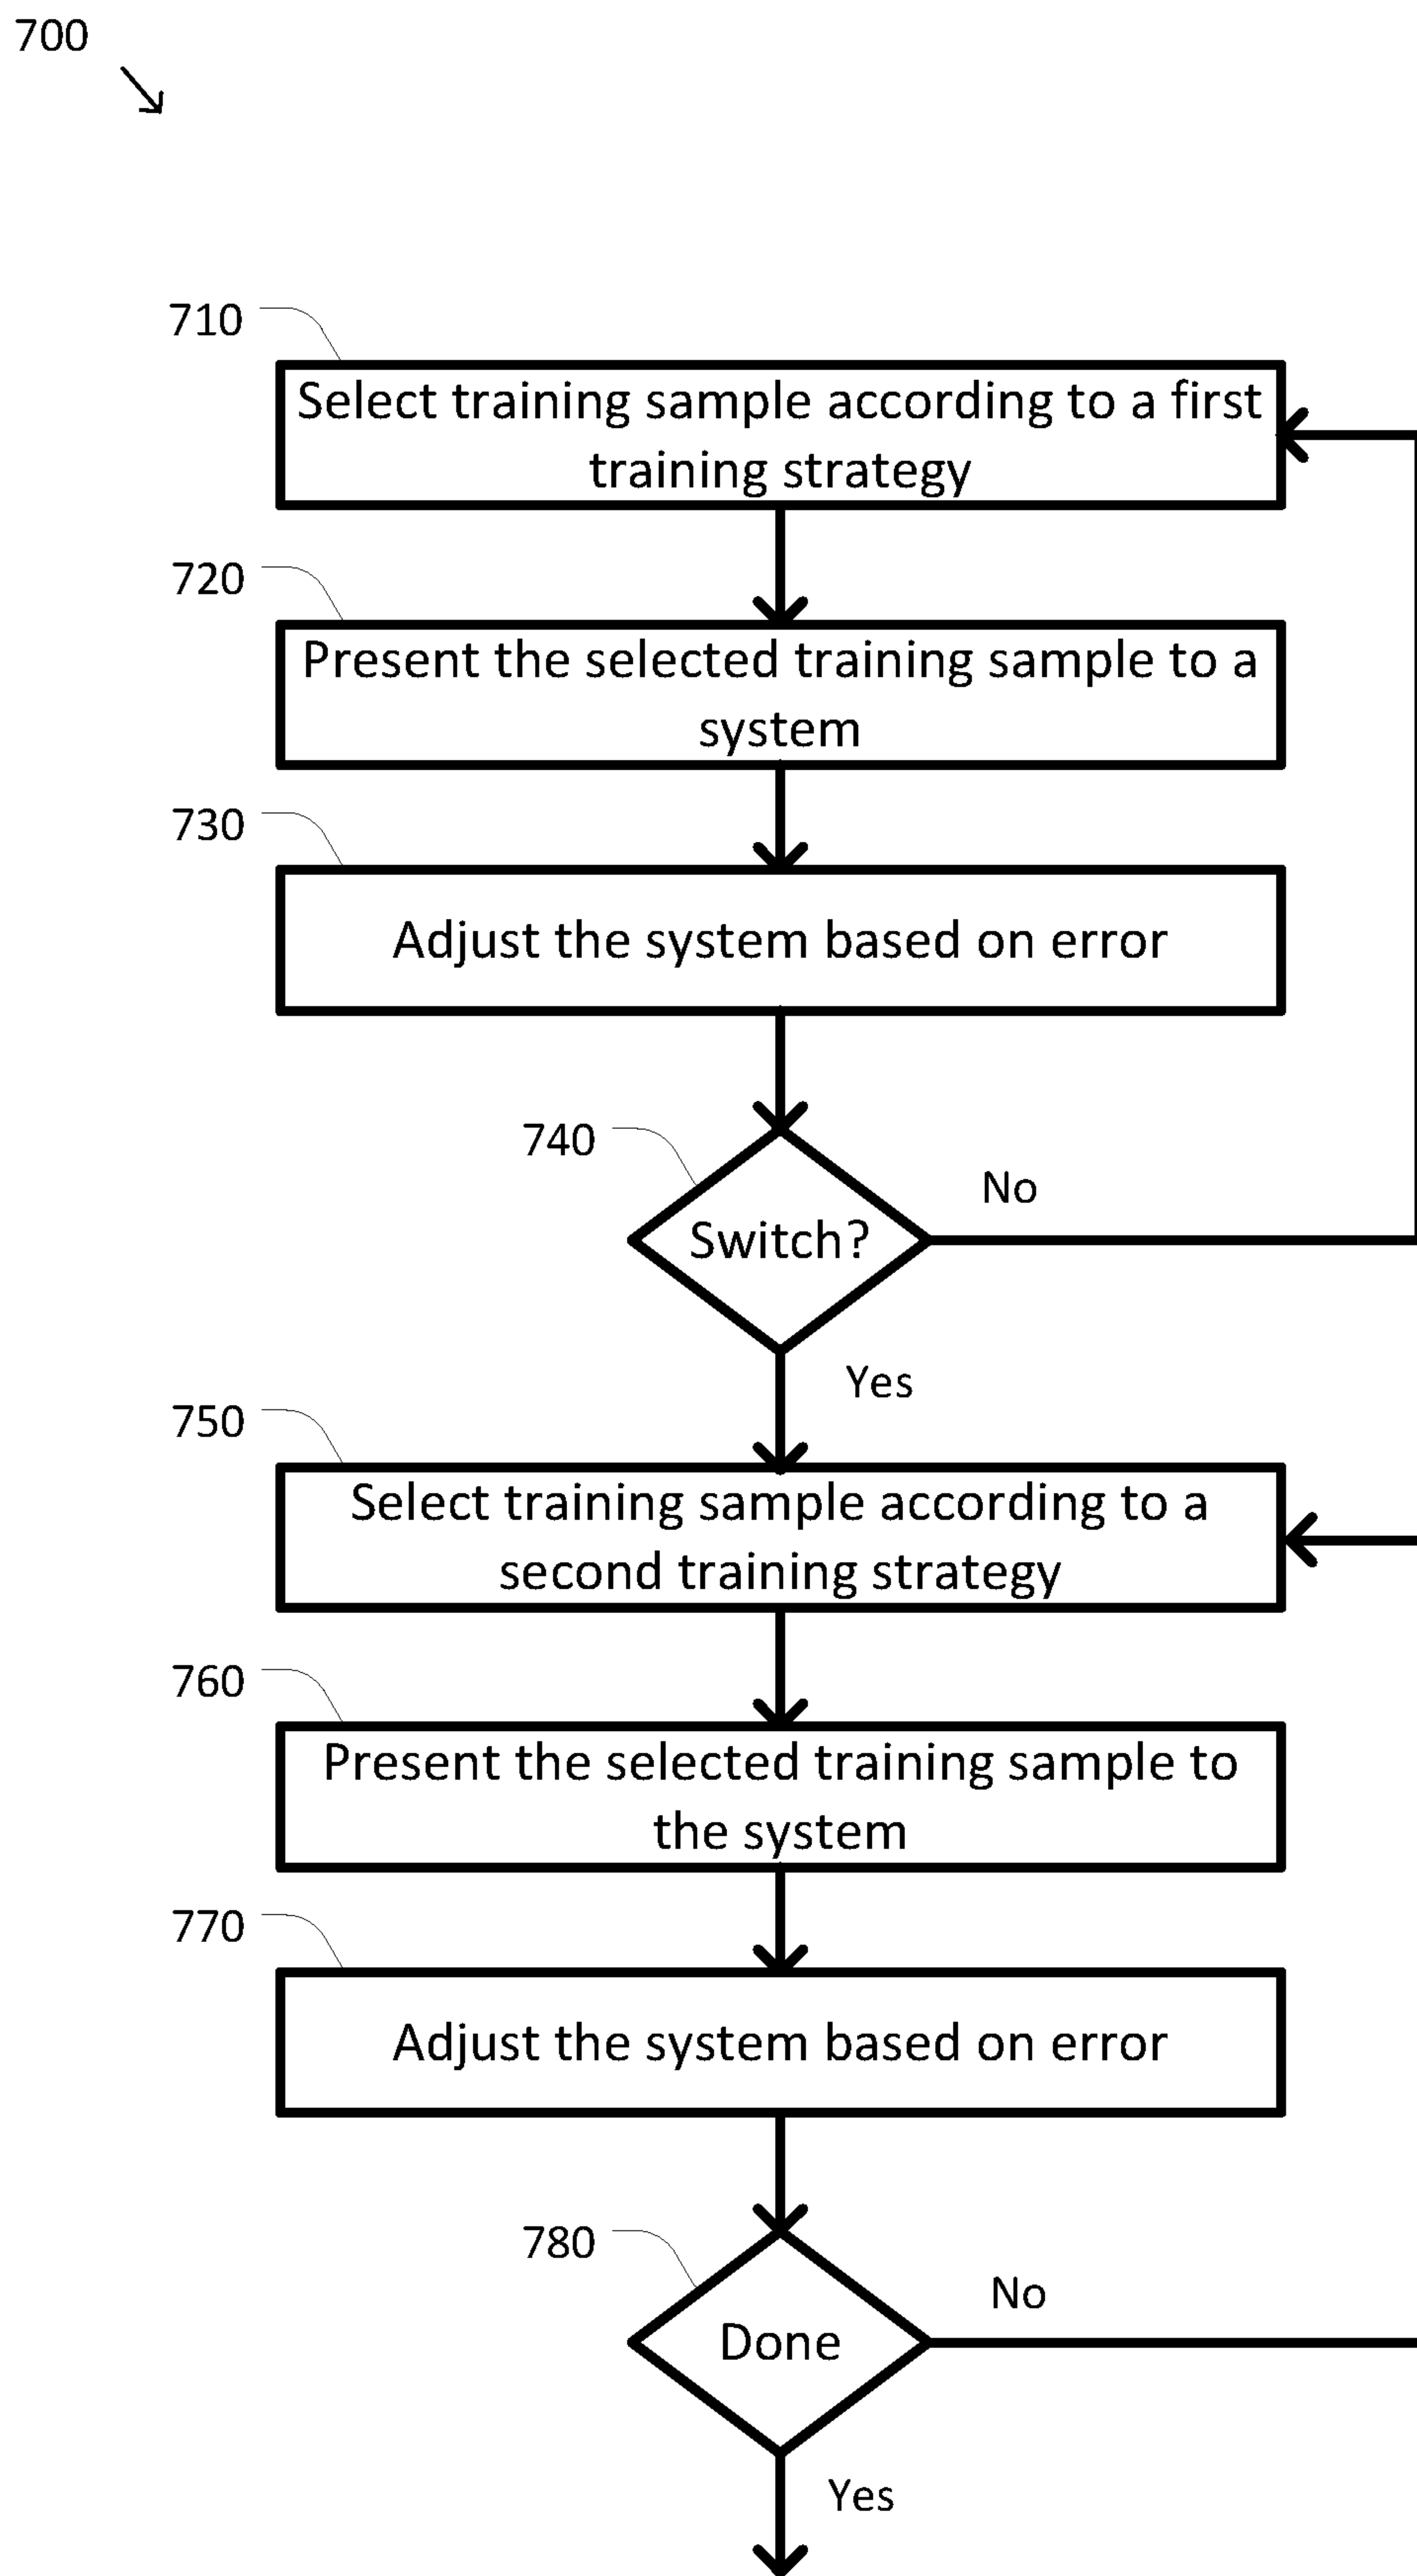 700
710
Select training sample according to a first
training strategy
720
Present the selected training sample to a
system
730
Adjust the system based on error
740
Switch?
No
Yes
750
Select training sample according to a
second training strategy
760
Present the selected training sample to
the system
770
Adjust the system based on error
780
Done
No
Yes